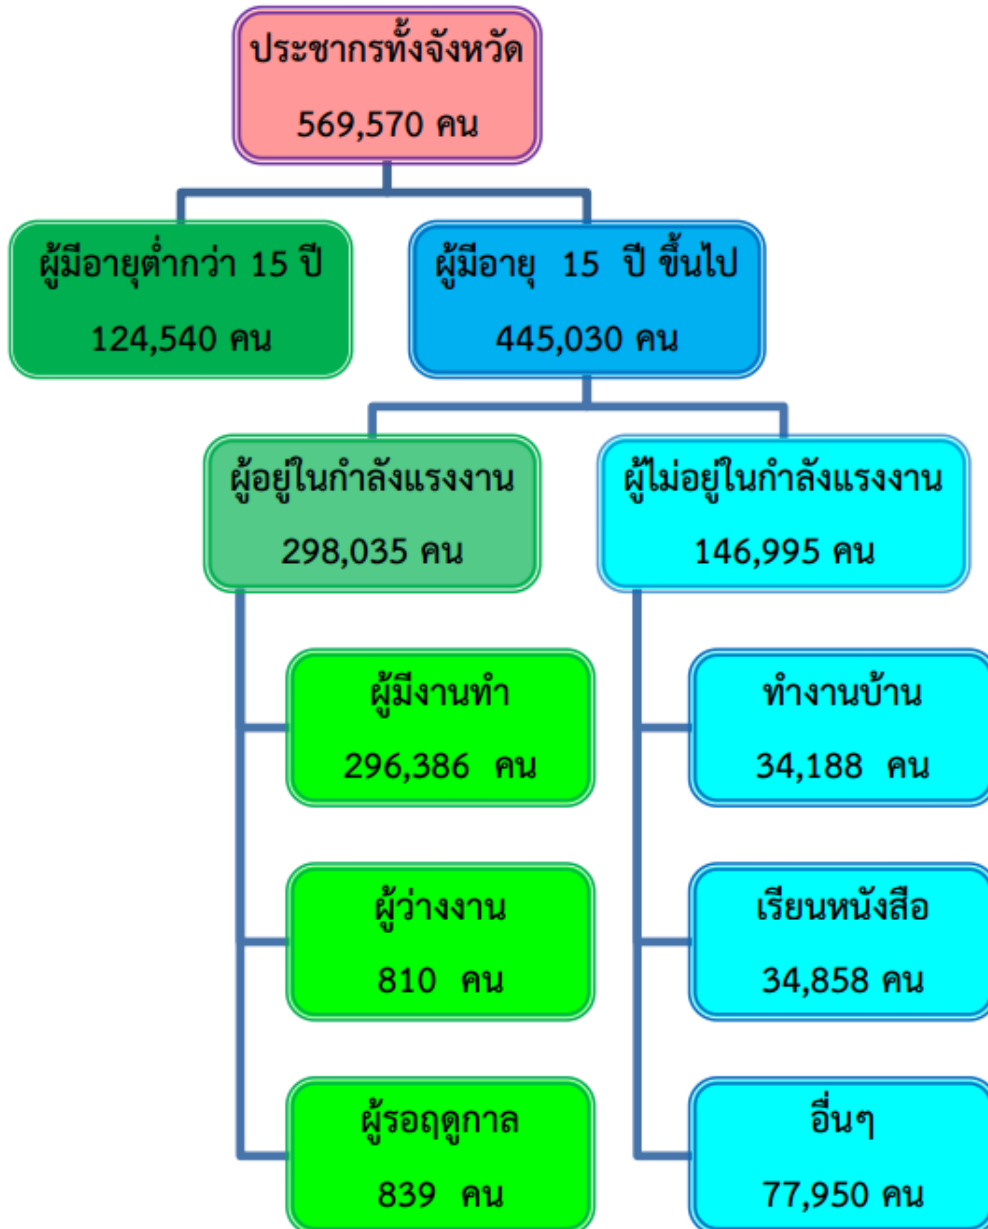 ประชากรทั้งจังหวัด
569,570 คน
ผู้มีอายุต่ำกว่า 15 ปี
124,540 คน
ผู้มีอายุ 15 ปี ขึ้นไป
445,030 คน
ผู้อยู่ในกำลังแรงงาน
298,035 คน
ผู้ไม่อยู่ในกำลังแรงงาน
146,995 คน
ผู้มีงานทำ
296,386 คน
ทำงานบ้าน
34,188 คน
ผู้ว่างงาน
810 คน
เรียนหนังสือ
34,858 คน
ผู้รอฤดูกาล
839 คน
อื่นๆ
77,950 คน